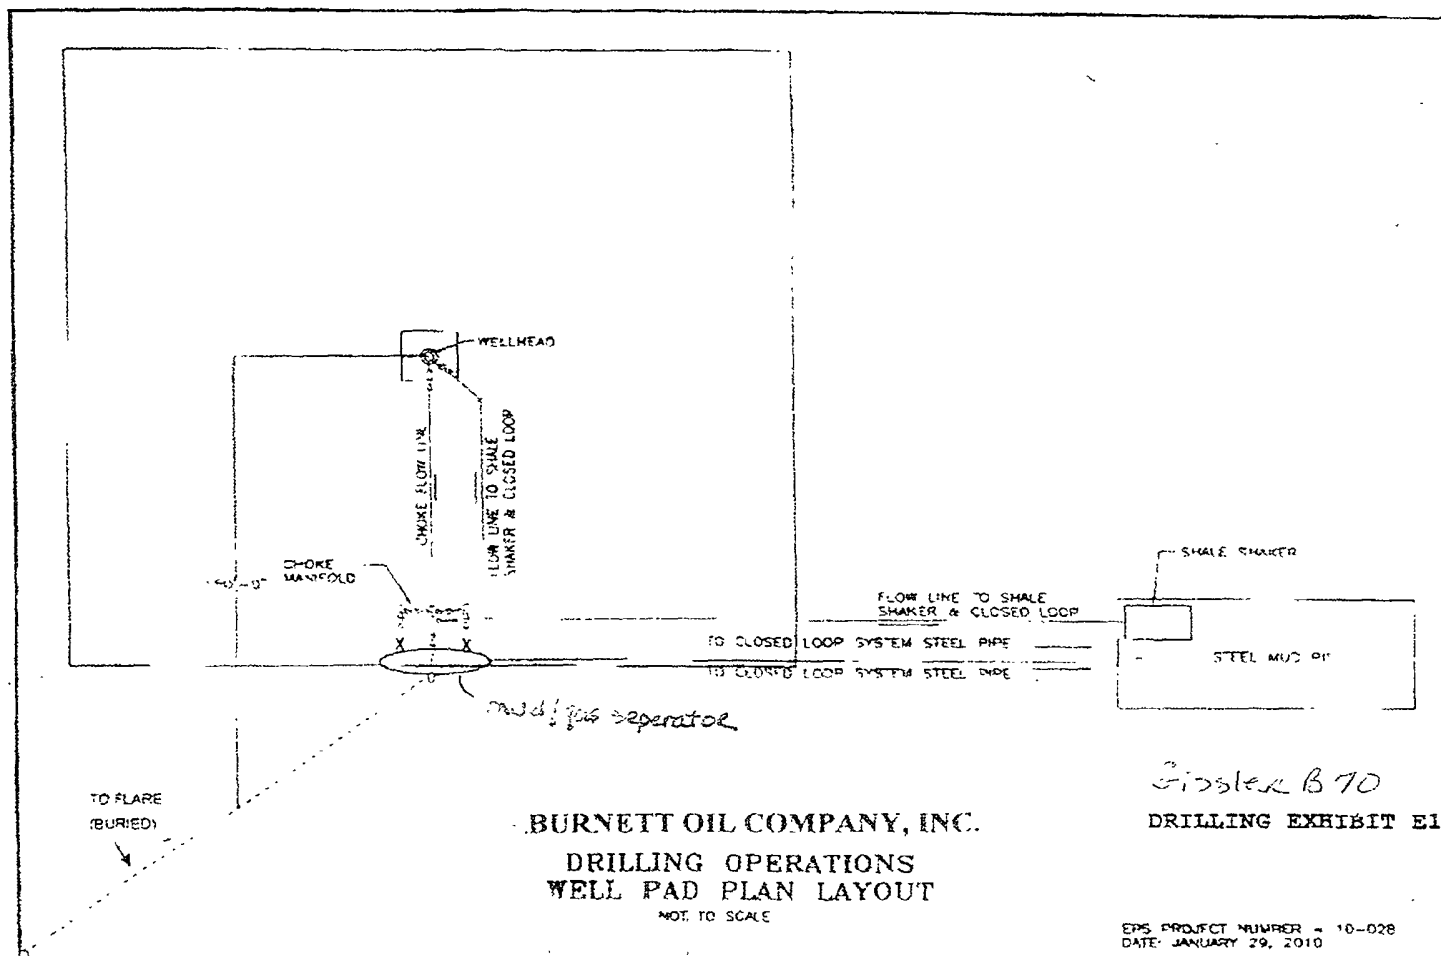 WELLHEAD
CHOKE FLOW LINE
FLOW LINE TO SHALE
SHAKER & CLOSED LOOP
CHOKE
MANIFOLD
SHALE SHAKER
FLOW LINE TO SHALE
SHAKER & CLOSED LOOP
TO CLOSED LOOP SYSTEM STEEL PIPE
TO CLOSED LOOP SYSTEM STEEL PIPE
STEEL MUD PIT
X X
mud/gas seperator
TO FLARE
(BURIED)
BURNETT OIL COMPANY, INC.
DRILLING OPERATIONS
WELL PAD PLAN LAYOUT
NOT TO SCALE
Gissler B 70
DRILLING EXHIBIT E1
EPS PROJECT NUMBER - 10-028
DATE: JANUARY 29, 2010